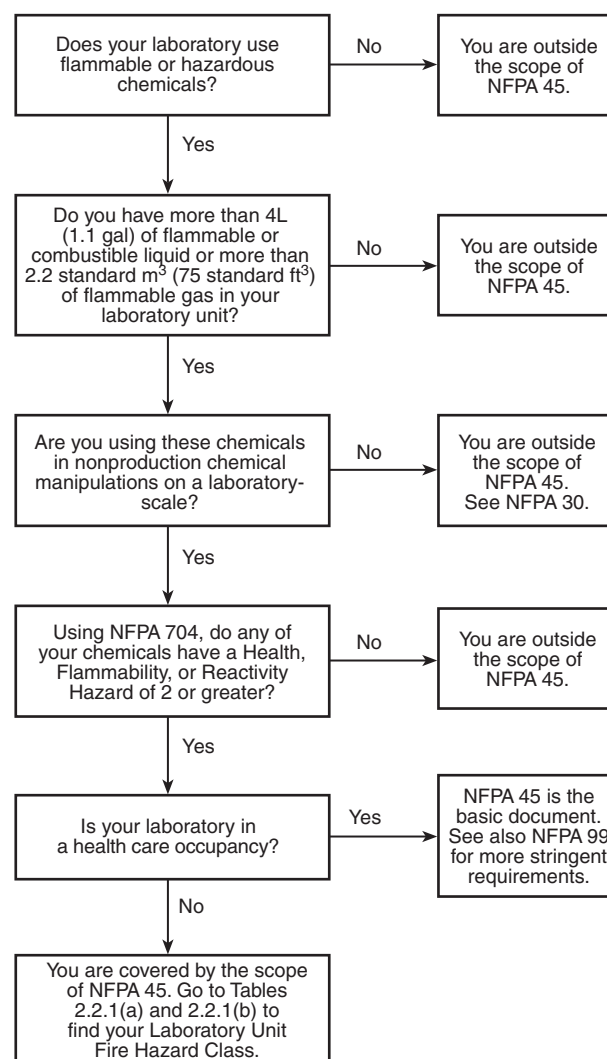 Does your laboratory use
flammable or hazardous
chemicals?
No
You are outside
the scope of
NFPA 45.
Yes
Do you have more than 4L
(1.1 gal) of flammable or
combustible liquid or more than
2.2 standard m³ (75 standard ft³)
of flammable gas in your
laboratory unit?
No
You are outside
the scope of
NFPA 45.
Yes
Are you using these chemicals
in nonproduction chemical
manipulations on a laboratory-
scale?
No
You are outside
the scope of
NFPA 45.
See NFPA 30.
Yes
Using NFPA 704, do any of
your chemicals have a Health,
Flammability, or Reactivity
Hazard of 2 or greater?
No
You are outside
the scope of
NFPA 45.
Yes
Is your laboratory in
a health care occupancy?
Yes
NFPA 45 is the
basic document.
See also NFPA 99
for more stringent
requirements.
No
You are covered by the scope
of NFPA 45. Go to Tables
2.2.1(a) and 2.2.1(b) to
find your Laboratory Unit
Fire Hazard Class.